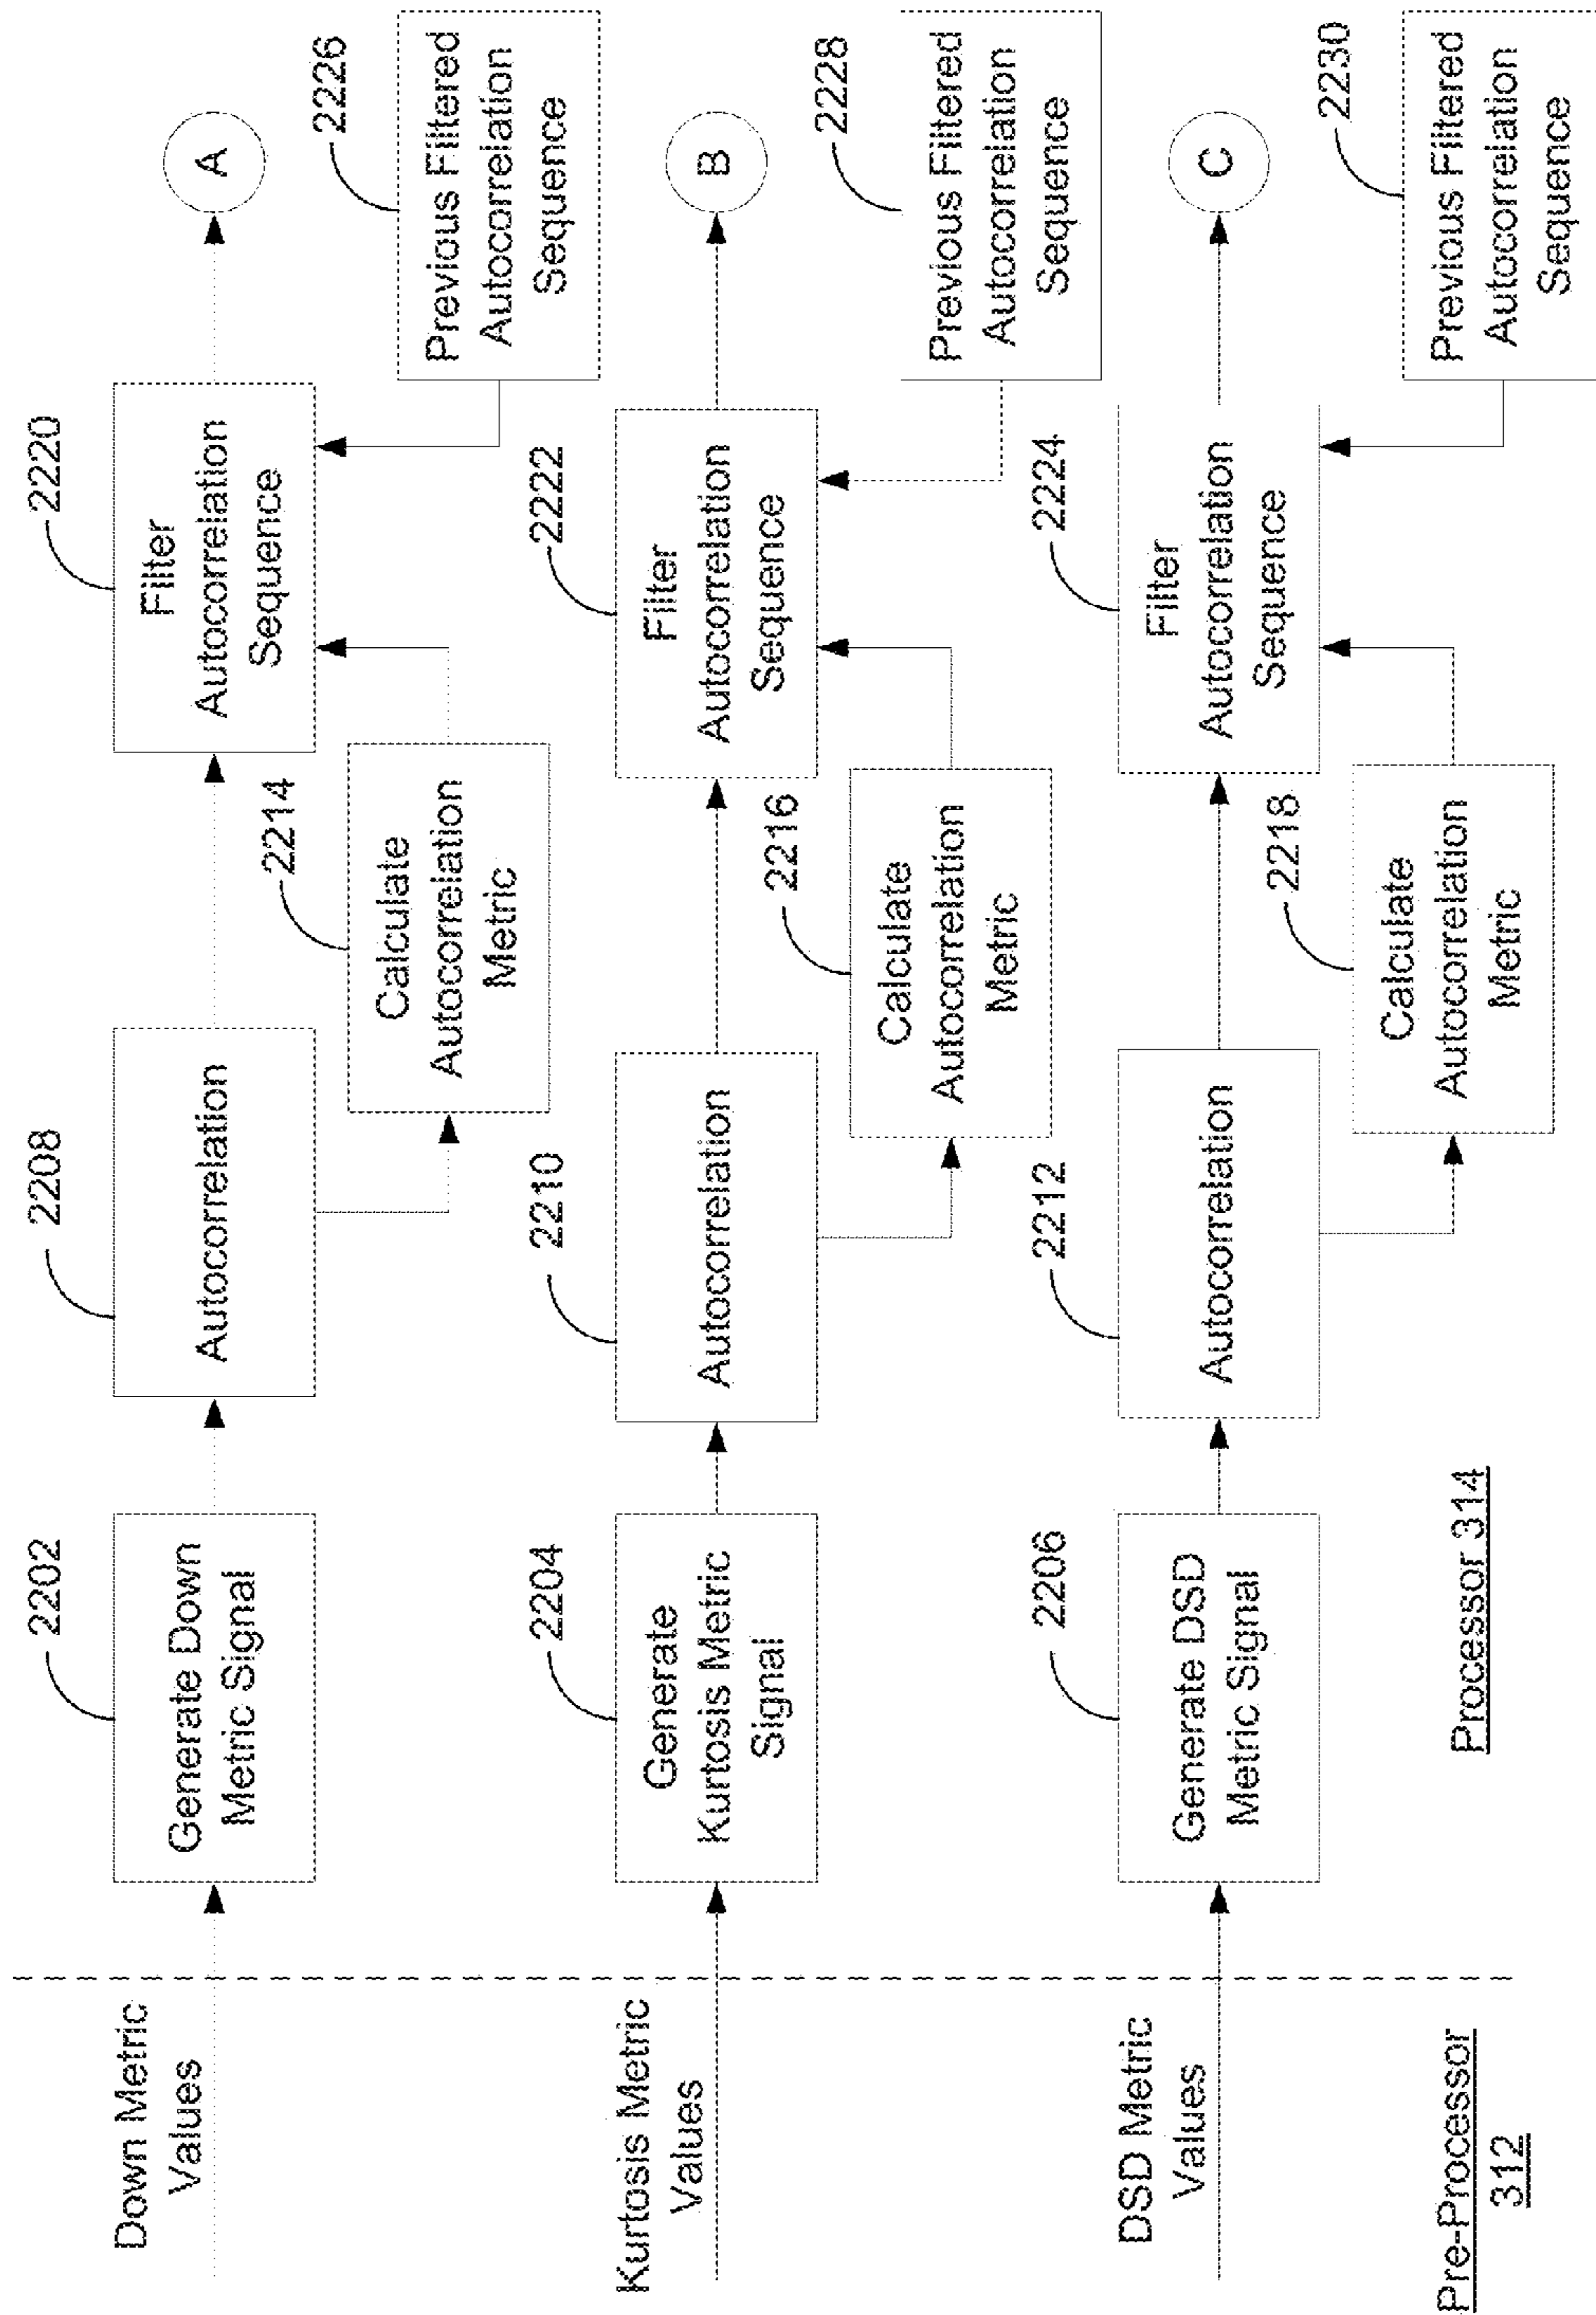 Down Metric
Values
2202
Generate Down
Metric Signal
2208
Autocorrelation
2214
Calculate
Autocorrelation
Metric
2220
Filter
Autocorrelation
Sequence
A
2226
Previous Filtered
Autocorrelation
Sequence
Kurtosis Metric
Values
2204
Generate
Kurtosis Metric
Signal
2210
Autocorrelation
2216
Calculate
Autocorrelation
Metric
2222
Filter
Autocorrelation
Sequence
B
2228
Previous Filtered
Autocorrelation
Sequence
DSD Metric
Values
2206
Generate DSD
Metric Signal
2212
Autocorrelation
2218
Calculate
Autocorrelation
Metric
2224
Filter
Autocorrelation
Sequence
C
2230
Previous Filtered
Autocorrelation
Sequence
Pre-Processor
312
Processor 314